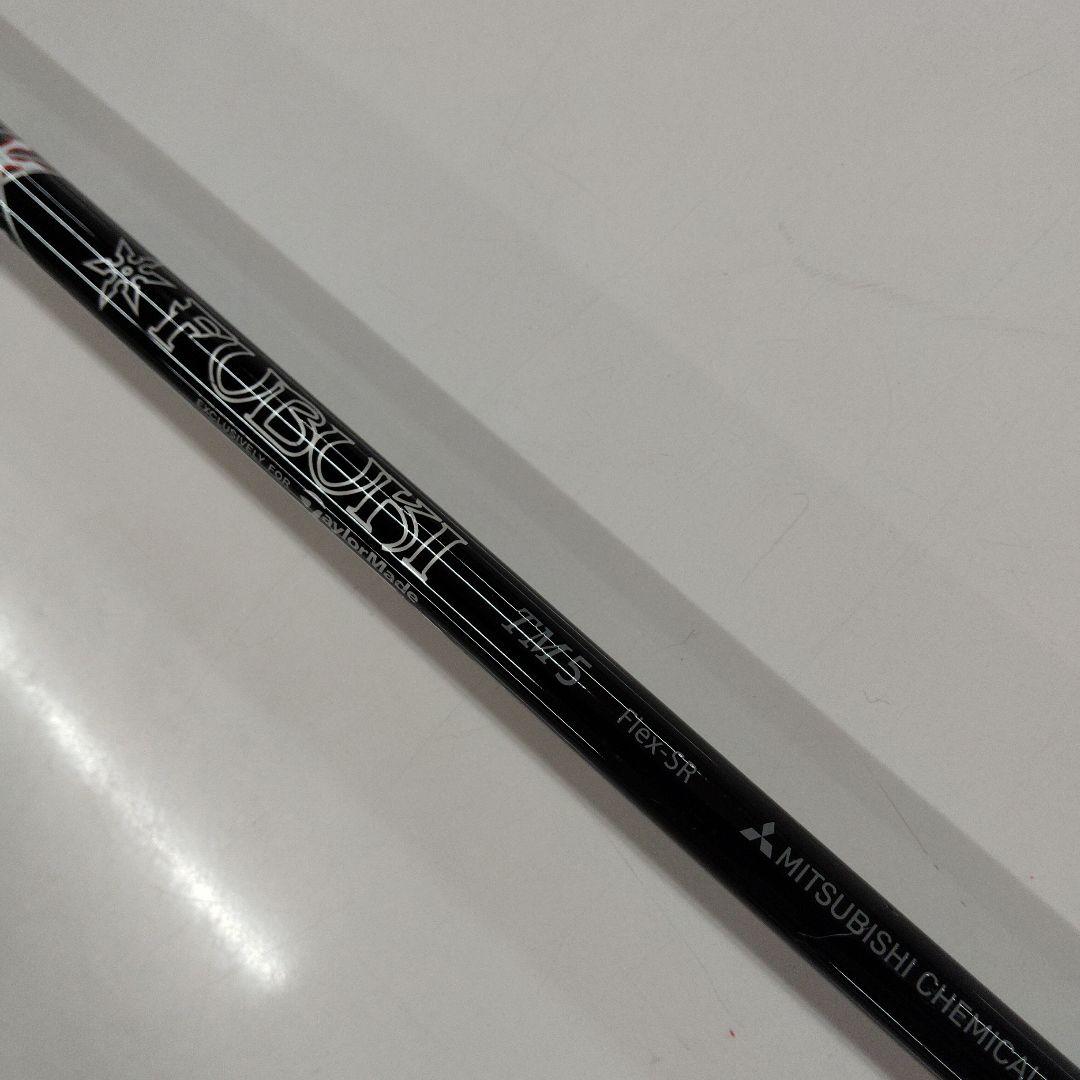 FUBUKI
EXCLUSIVELY FOR TaylorMade
TM5
Flex-SR
MITSUBISHI CHEMICAL